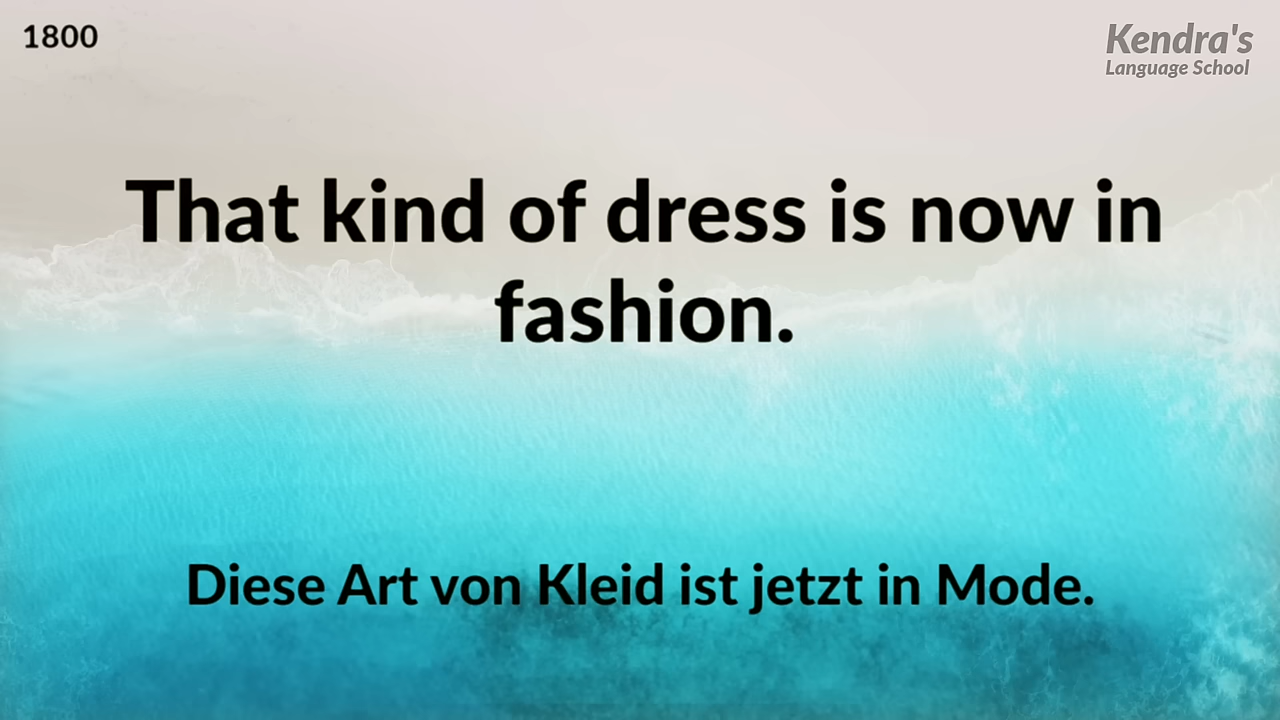 1800
Kendra's
Language School
That kind of dress is now in
fashion.
Diese Art von Kleid ist jetzt in Mode.